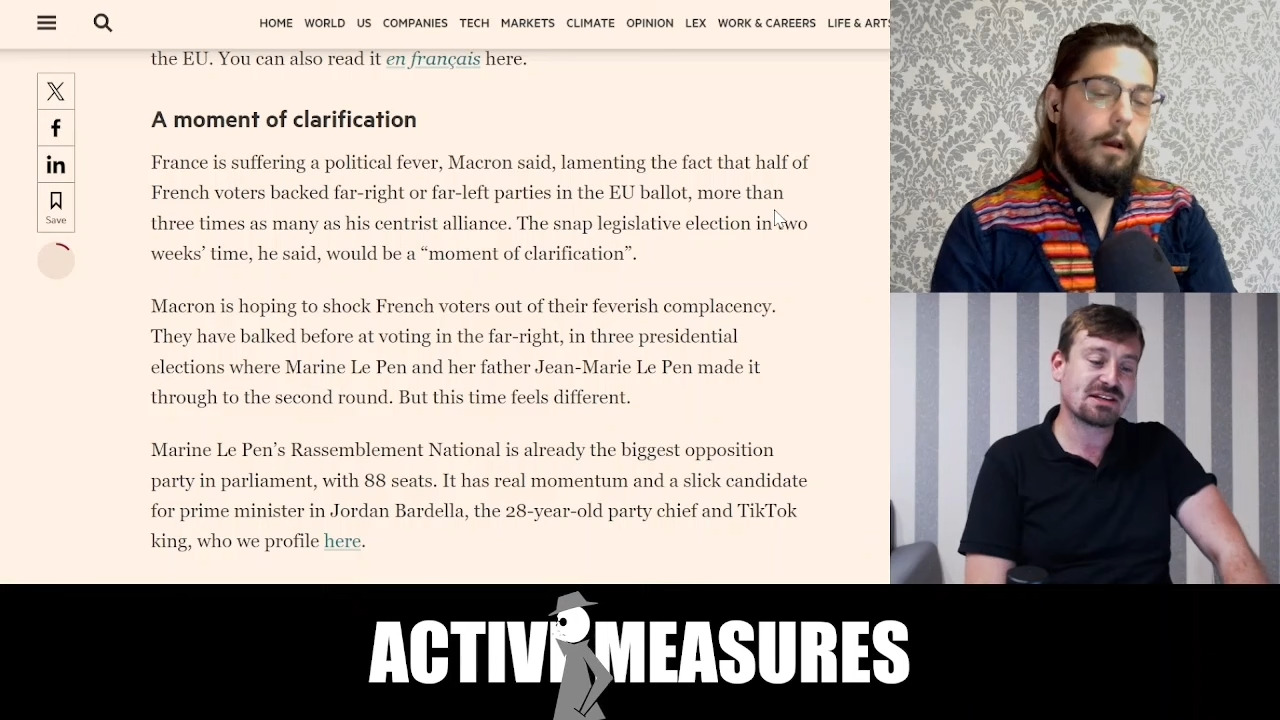 HOME WORLD US COMPANIES TECH MARKETS CLIMATE OPINION LEX WORK & CAREERS LIFE & ARTS
the EU. You can also read it en français here.
A moment of clarification
France is suffering a political fever, Macron said, lamenting the fact that half of
French voters backed far-right or far-left parties in the EU ballot, more than
three times as many as his centrist alliance. The snap legislative election in two
weeks’ time, he said, would be a “moment of clarification”.
Save
Macron is hoping to shock French voters out of their feverish complacency.
They have balked before at voting in the far-right, in three presidential
elections where Marine Le Pen and her father Jean-Marie Le Pen made it
through to the second round. But this time feels different.
Marine Le Pen’s Rassemblement National is already the biggest opposition
party in parliament, with 88 seats. It has real momentum and a slick candidate
for prime minister in Jordan Bardella, the 28-year-old party chief and TikTok
king, who we profile here.
ACTIVE MEASURES